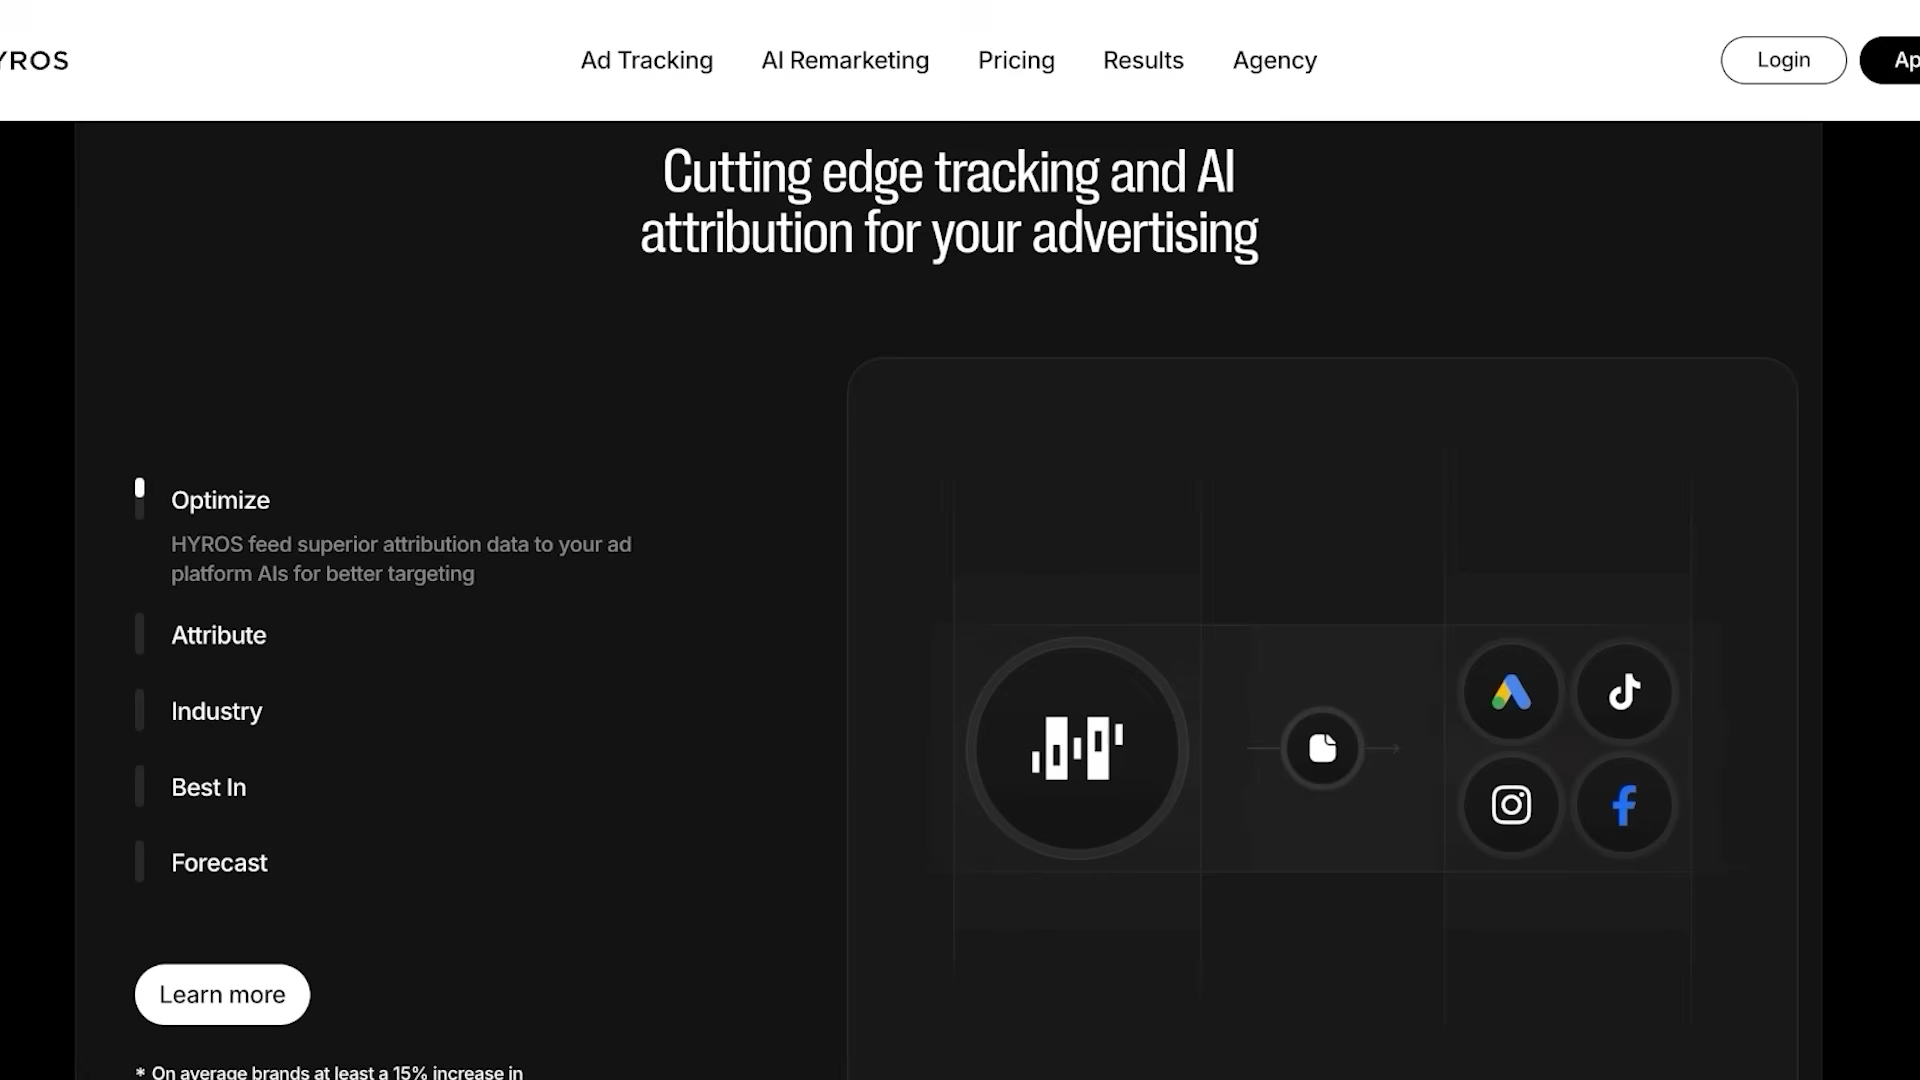 YROS
Ad Tracking
AI Remarketing
Pricing
Results
Agency
Login
Ap
Cutting edge tracking and AI
attribution for your advertising
Optimize
HYROS feed superior attribution data to your ad
platform AIs for better targeting
Attribute
Industry
Best In
Forecast
Learn more
* On average brands at least a 15% increase in